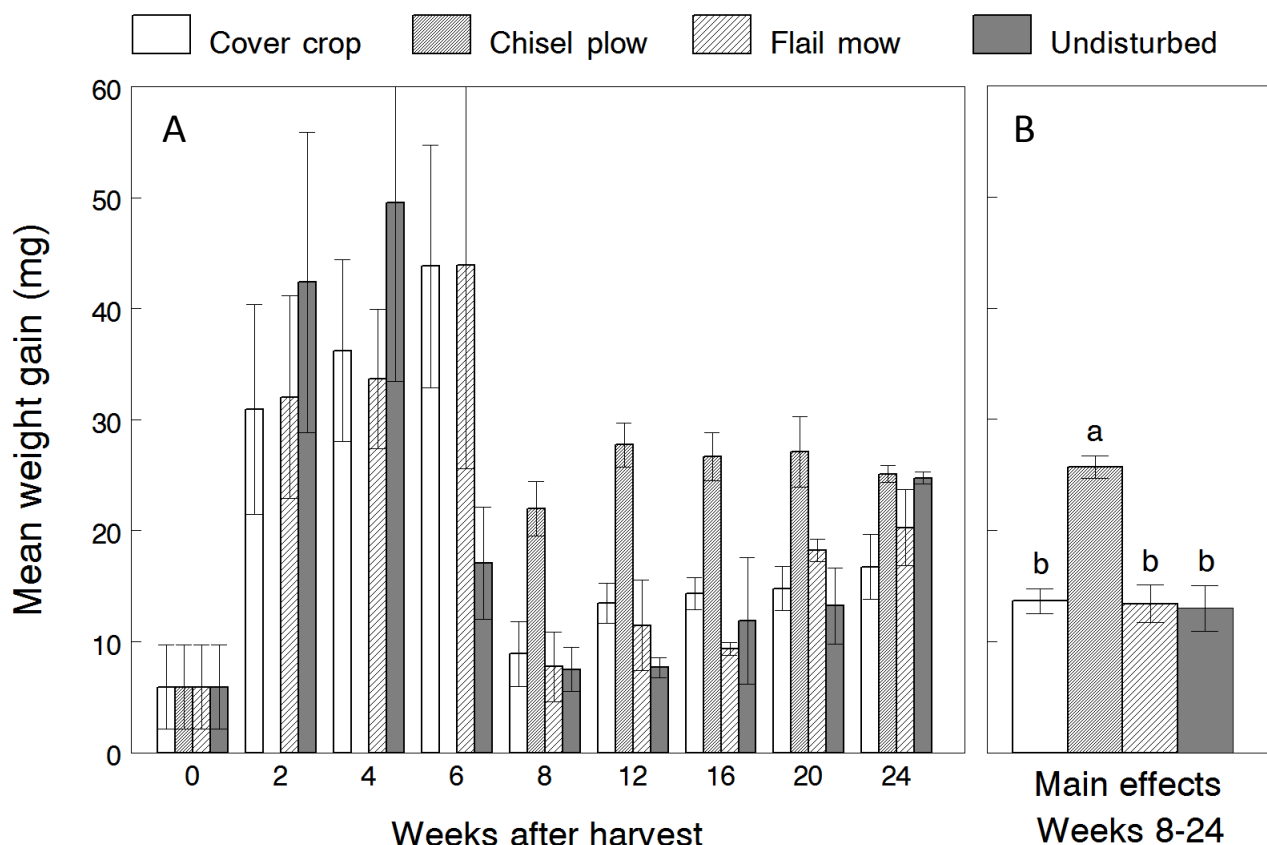 Cover crop Chisel plow Flail mow Undisturbed
A
B
Mean weight gain (mg)
60
50
40
30
20
10
0
a
b b b
0 2 4 6 8 12 16 20 24
Weeks after harvest
Main effects
Weeks 8-24